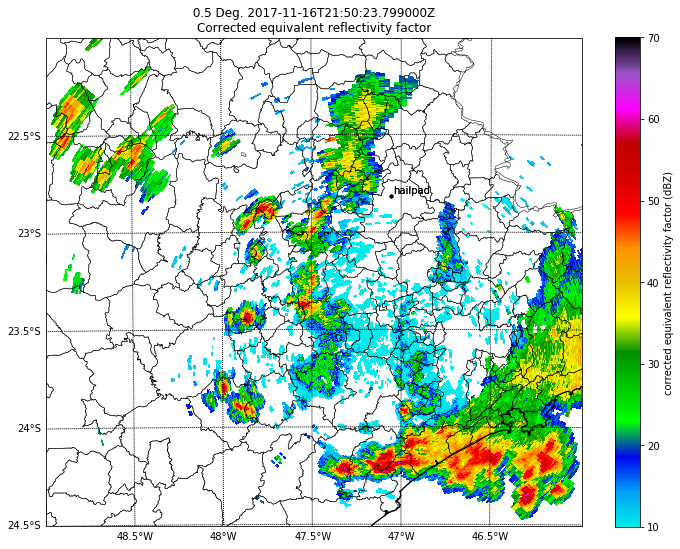 0.5 Deg. 2017-11-16T21:50:23.799000Z
Corrected equivalent reflectivity factor
70
60
50
40
30
20
10
corrected equivalent reflectivity factor (dBZ)
22.5°S
23°S
23.5°S
24°S
24.5°S
hailpad
48.5°W
48°W
47.5°W
47°W
46.5°W